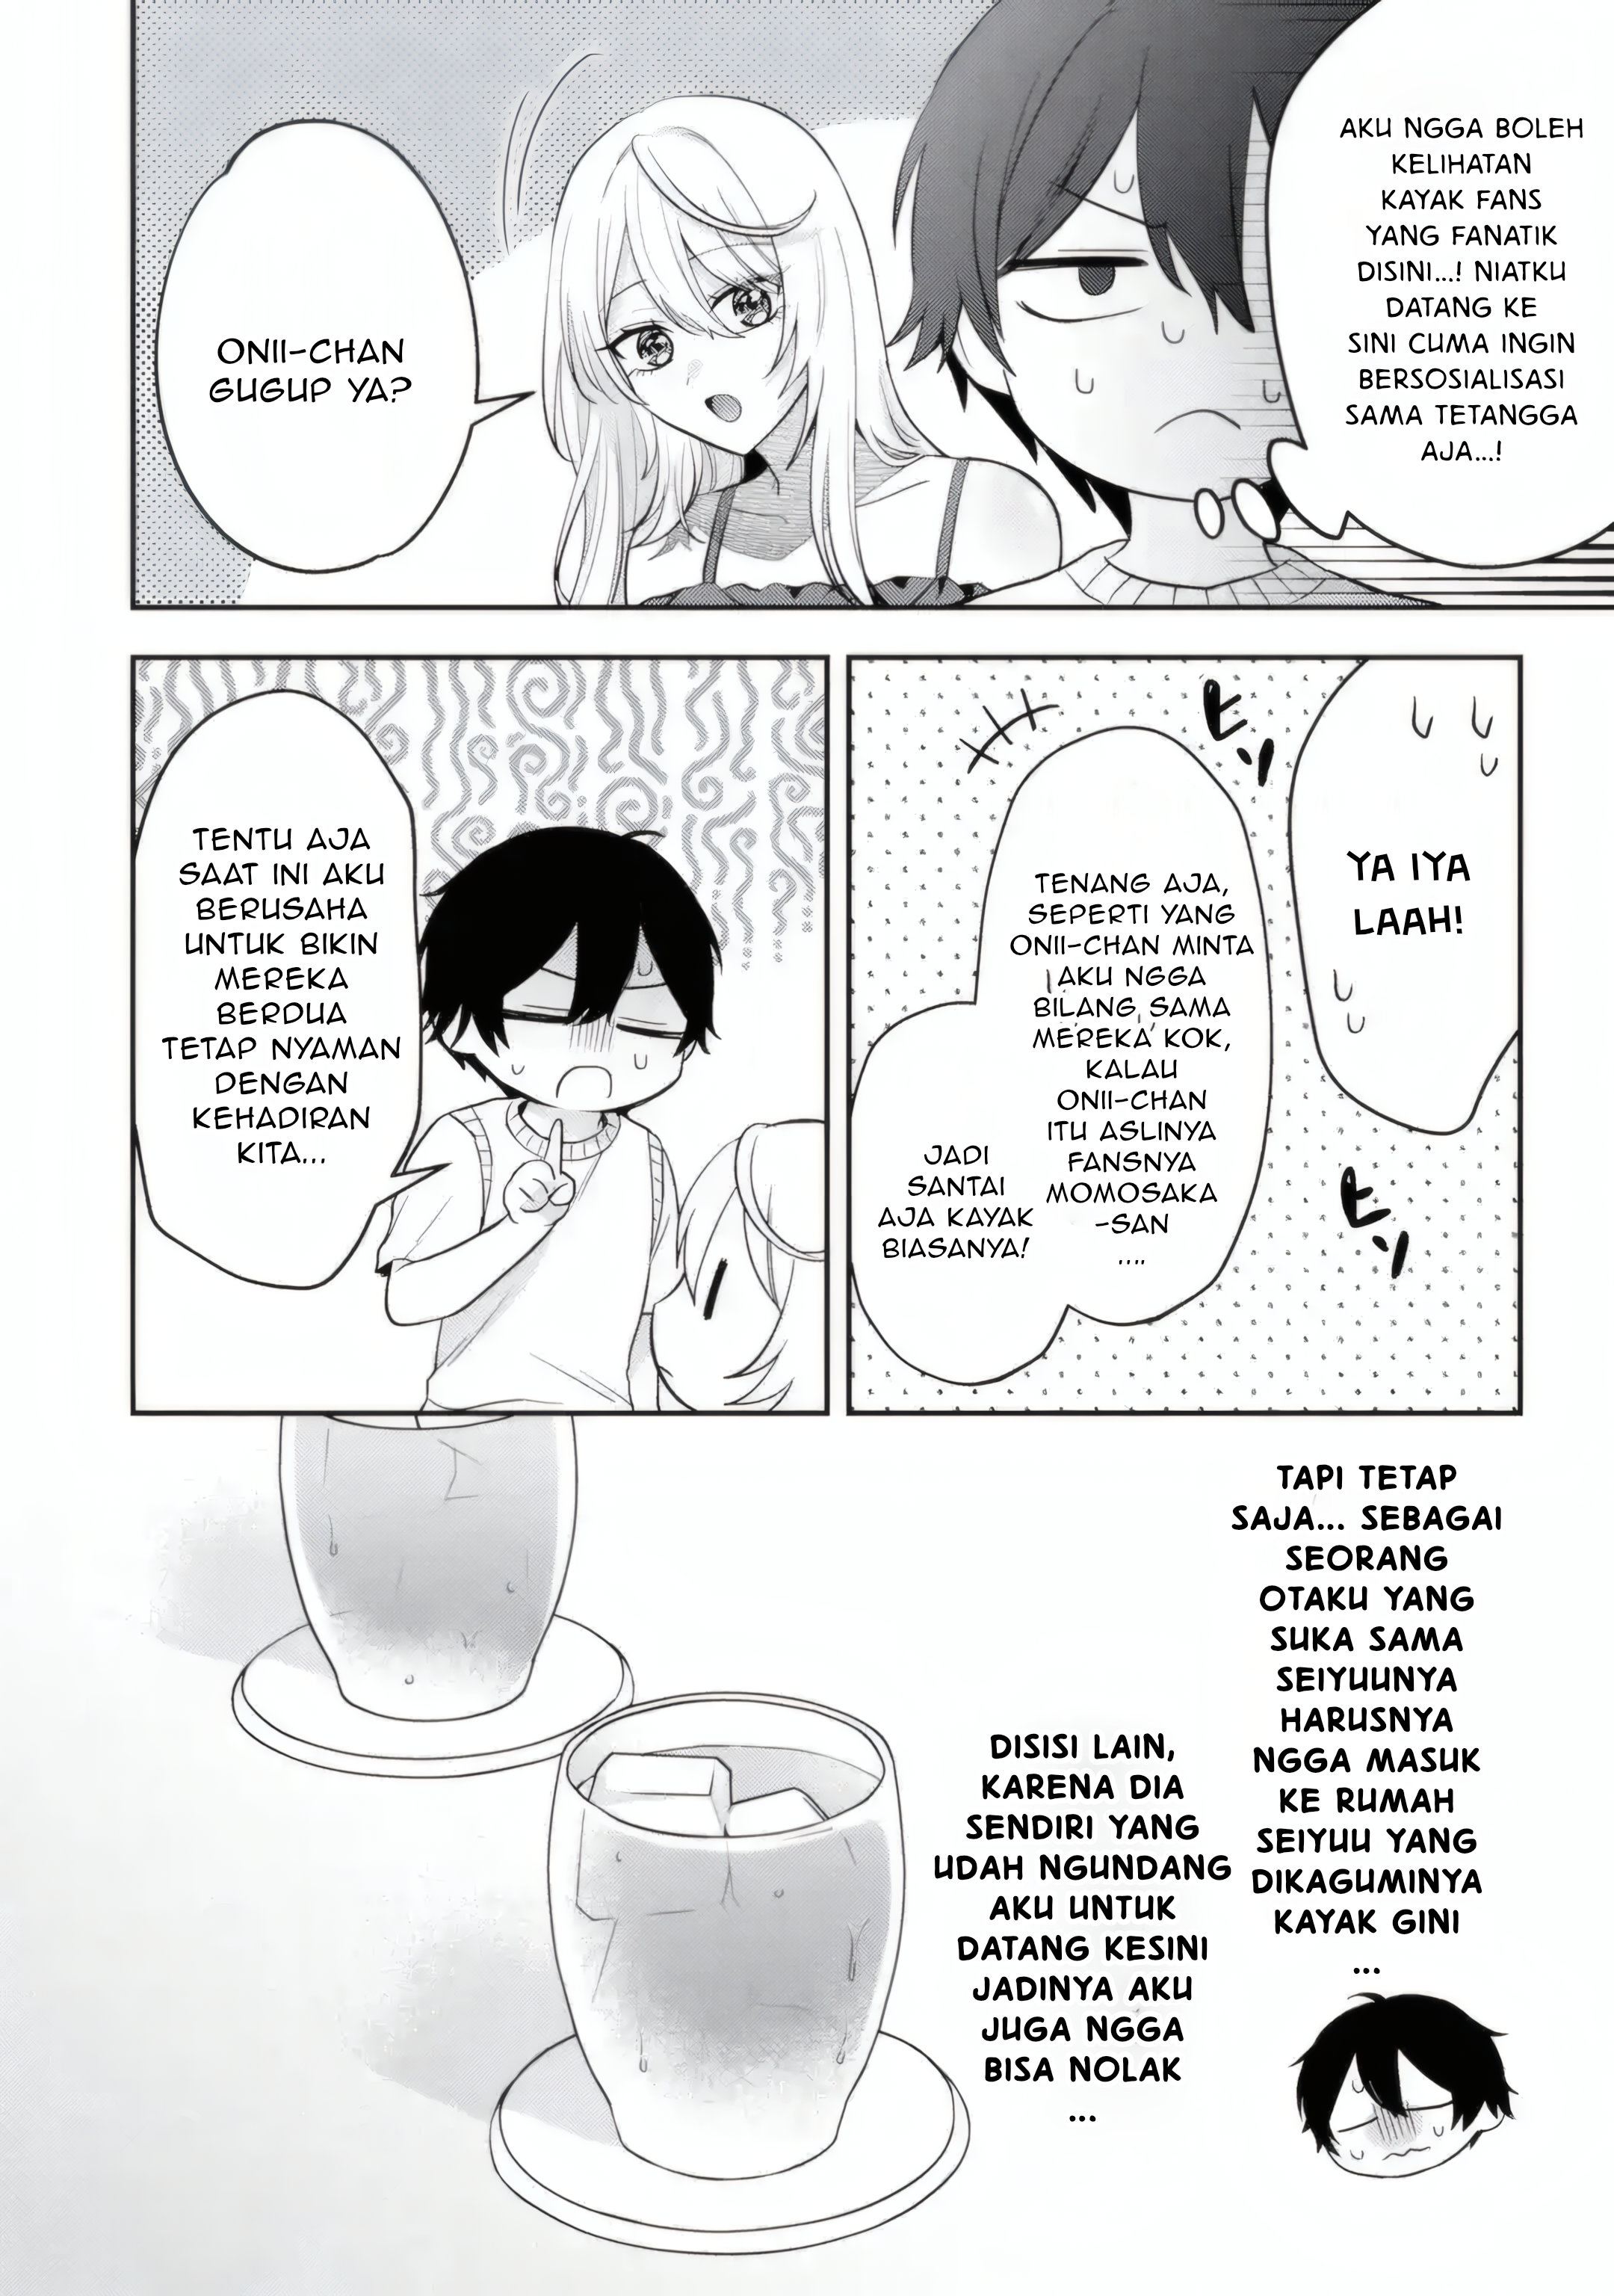 AKU NGGA BOLEH
KELIHATAN
KAYAK FANS
YANG FANATIK
DISINI...! NIATKU
DATANG KE
SINI CUMA INGIN
BERSOSIALISASI
SAMA TETANGGA
AJA...!
ONII-CHAN
GUGUP YA?
YA IYA
LAAH!
ヒソ
TENANG AJA,
SEPERTI YANG
ONII-CHAN MINTA
AKU NGGA
BILANG SAMA
MEREKA KOK,
KALAU
ONII-CHAN
ITU ASLINYA
FANSNYA
MOMOSAKA
-SAN
....
JADI
SANTAI
AJA KAYAK
BIASANYA!
ヒソ
TENTU AJA
SAAT INI AKU
BERUSAHA
UNTUK BIKIN
MEREKA
BERDUA
TETAP NYAMAN
DENGAN
KEHADIRAN
KITA...
TAPI TETAP
SAJA... SEBAGAI
SEORANG
OTAKU YANG
SUKA SAMA
SEIYUUNYA
HARUSNYA
NGGA MASUK
KE RUMAH
SEIYUU YANG
DIKAGUMINYA
KAYAK GINI
...
DISISI LAIN,
KARENA DIA
SENDIRI YANG
UDAH NGUNDANG
AKU UNTUK
DATANG KESINI
JADINYA AKU
JUGA NGGA
BISA NOLAK
...